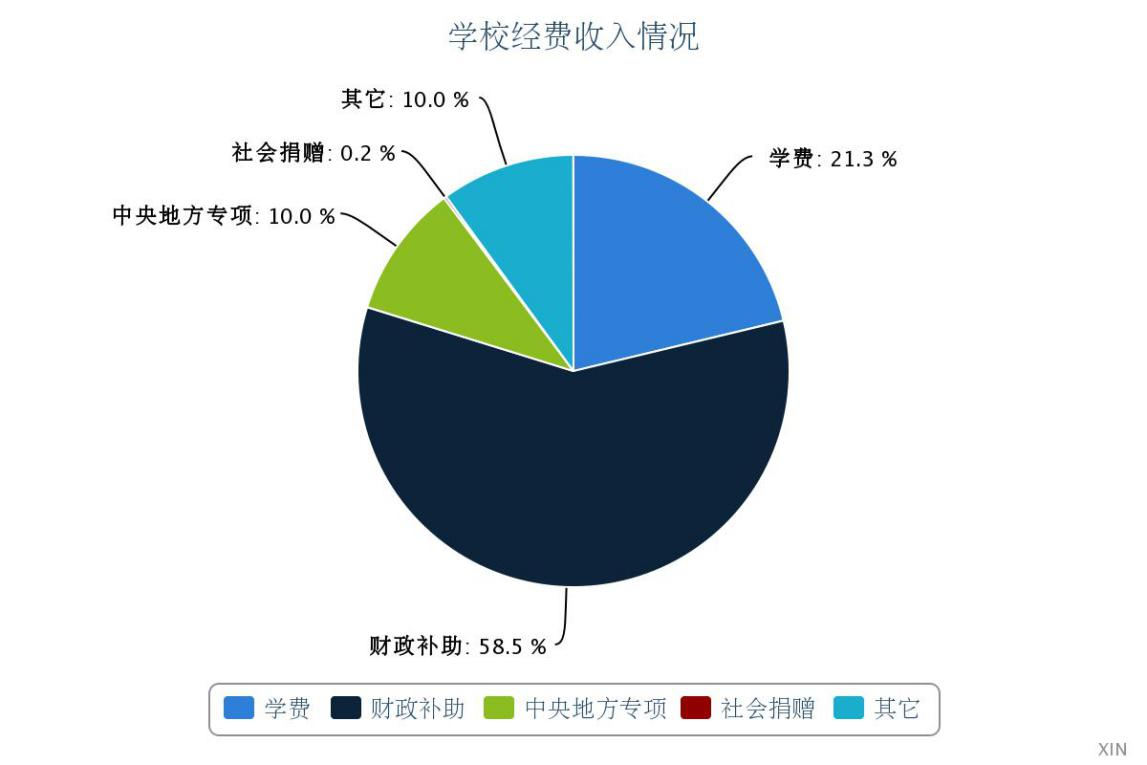 学校经费收入情况
其它: 10.0 %
社会捐赠: 0.2 %
学费: 21.3 %
中央地方专项: 10.0 %
财政补助: 58.5 %
学费 财政补助 中央地方专项 社会捐赠 其它
XIN